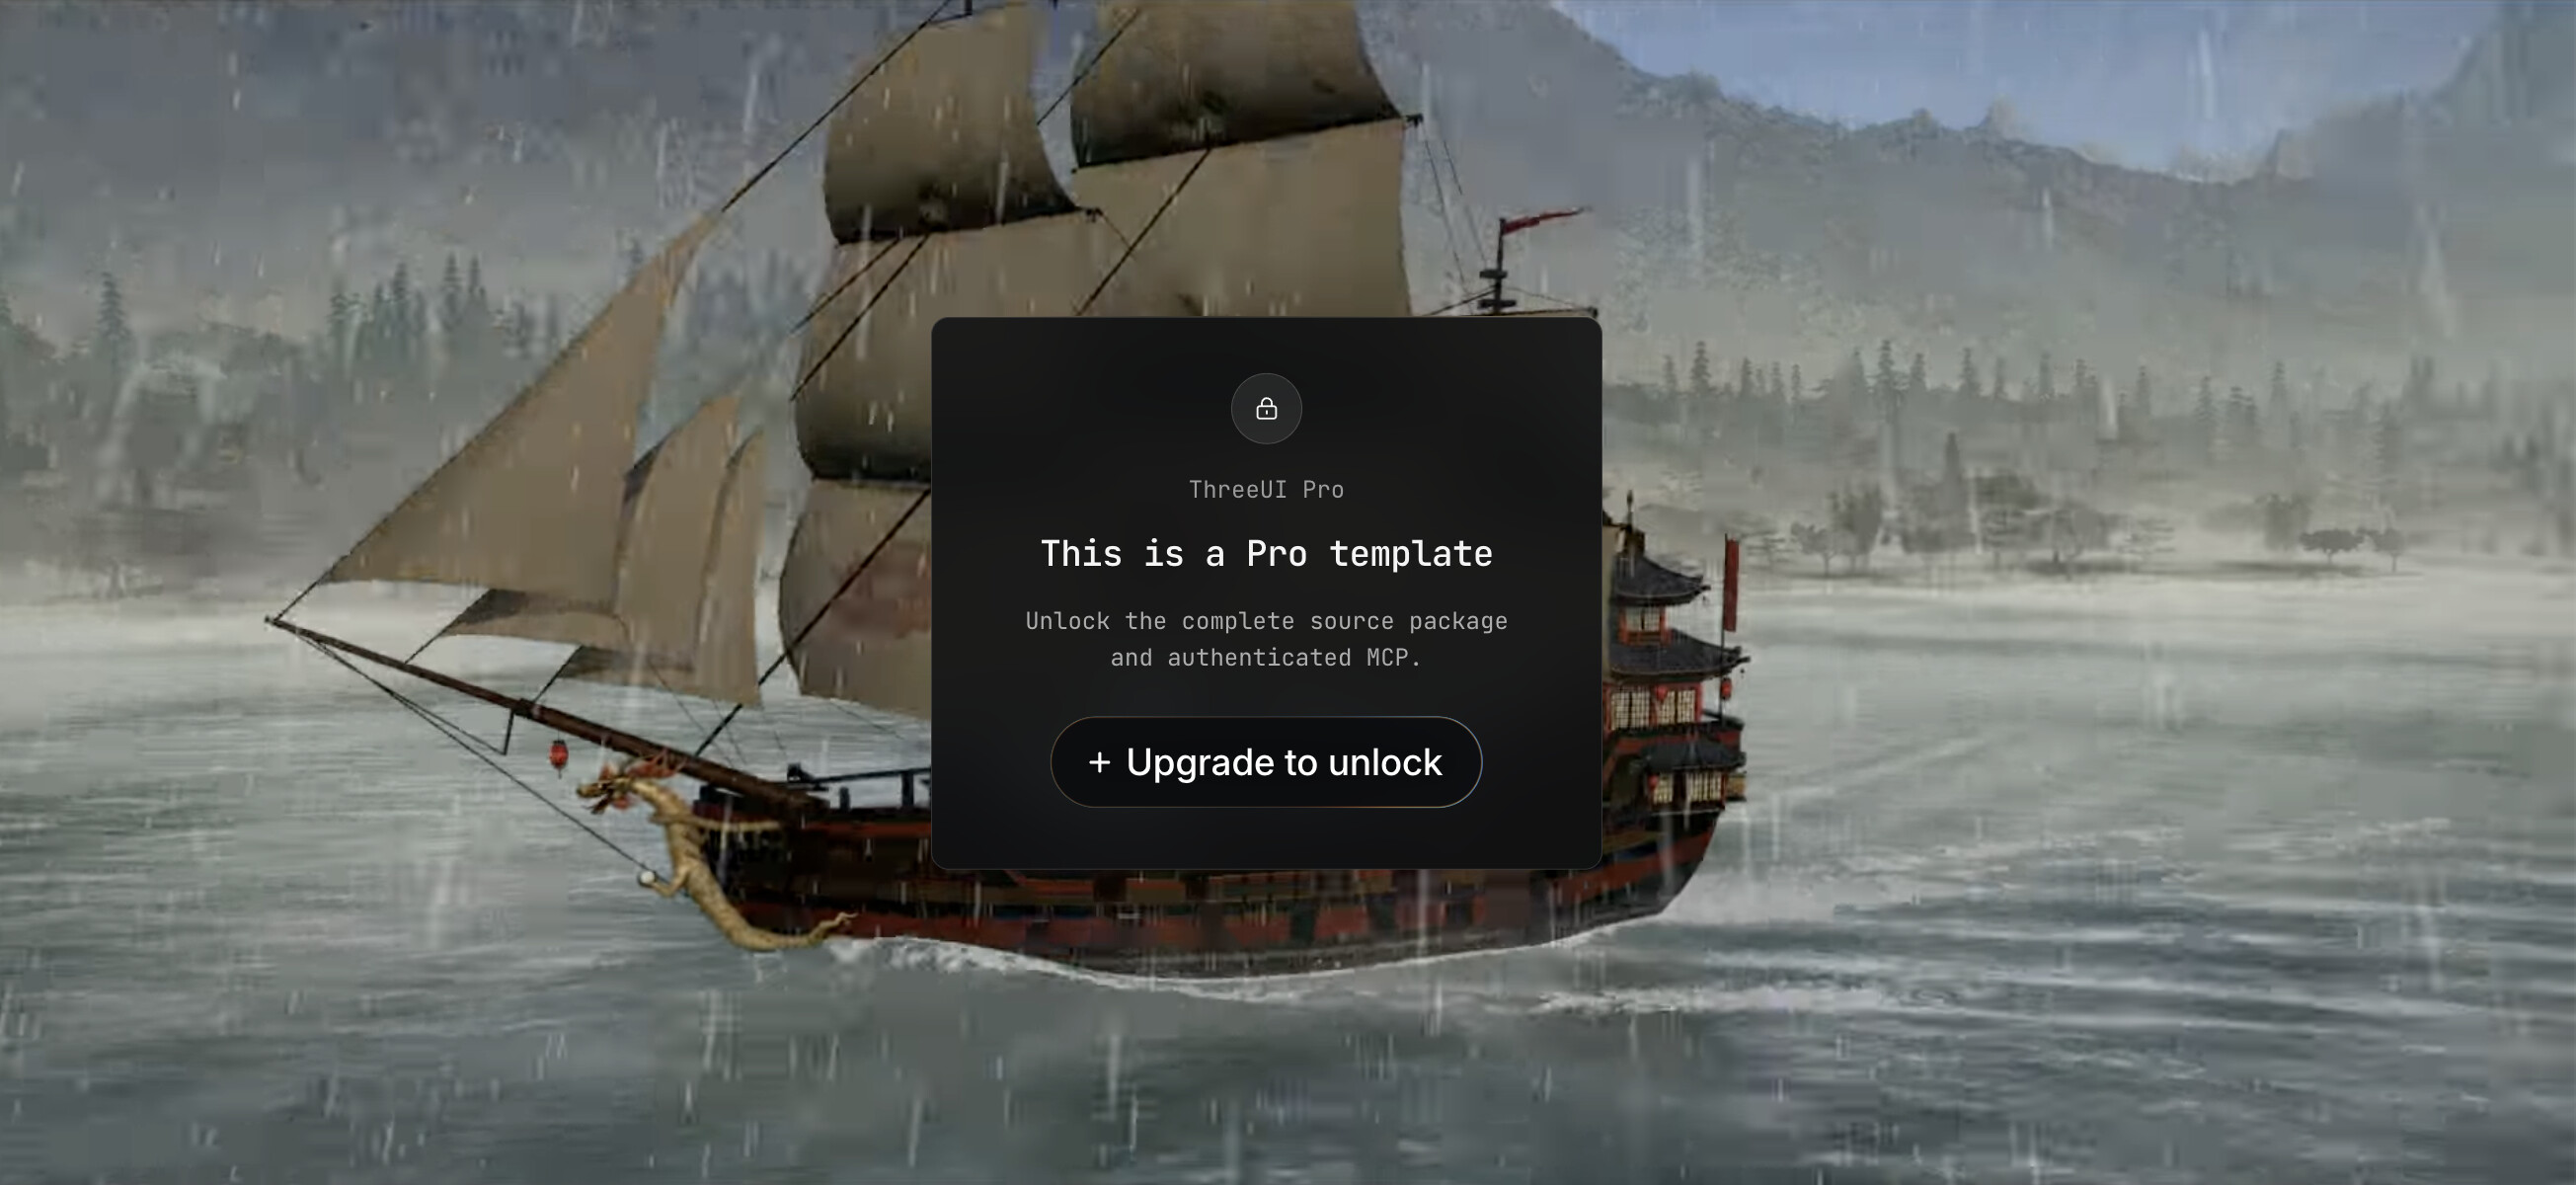 ThreeUI Pro
This is a Pro template
Unlock the complete source package
and authenticated MCP.
+ Upgrade to unlock